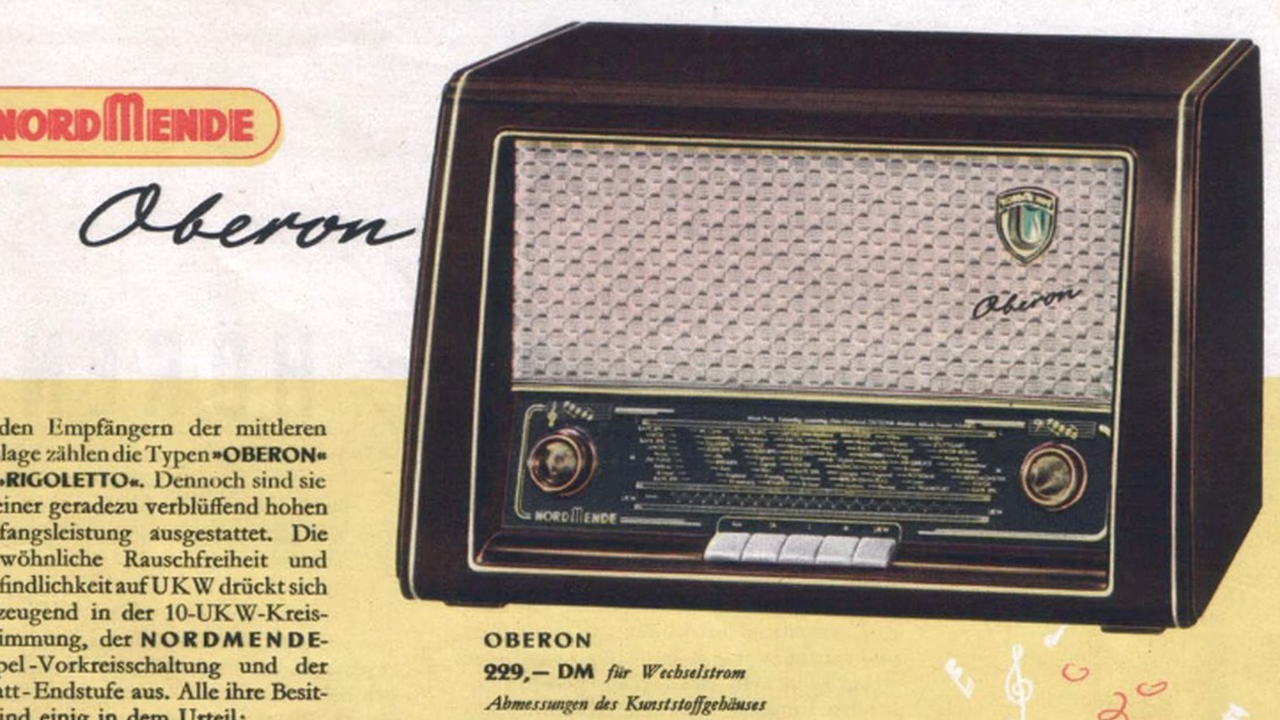 NORDMENDE
Oberon
Oberon
NORDMENDE
den Empfängern der mittleren
lage zählen die Typen »OBERON«
»RIGOLETTO«. Dennoch sind sie
einer geradezu verblüffend hohen
fangsleistung ausgestattet. Die
wöhnliche Rauschfreiheit und
findlichkeit auf UKW drückt sich
zeugend in der 10-UKW-Kreis-
immung, der NORDMENDE-
pel-Vorkreisschaltung und der
att-Endstufe aus. Alle ihre Besit-
ind einig in dem Urteil:
OBERON
229,— DM für Wechselstrom
Abmessungen des Kunststoffgehäuses